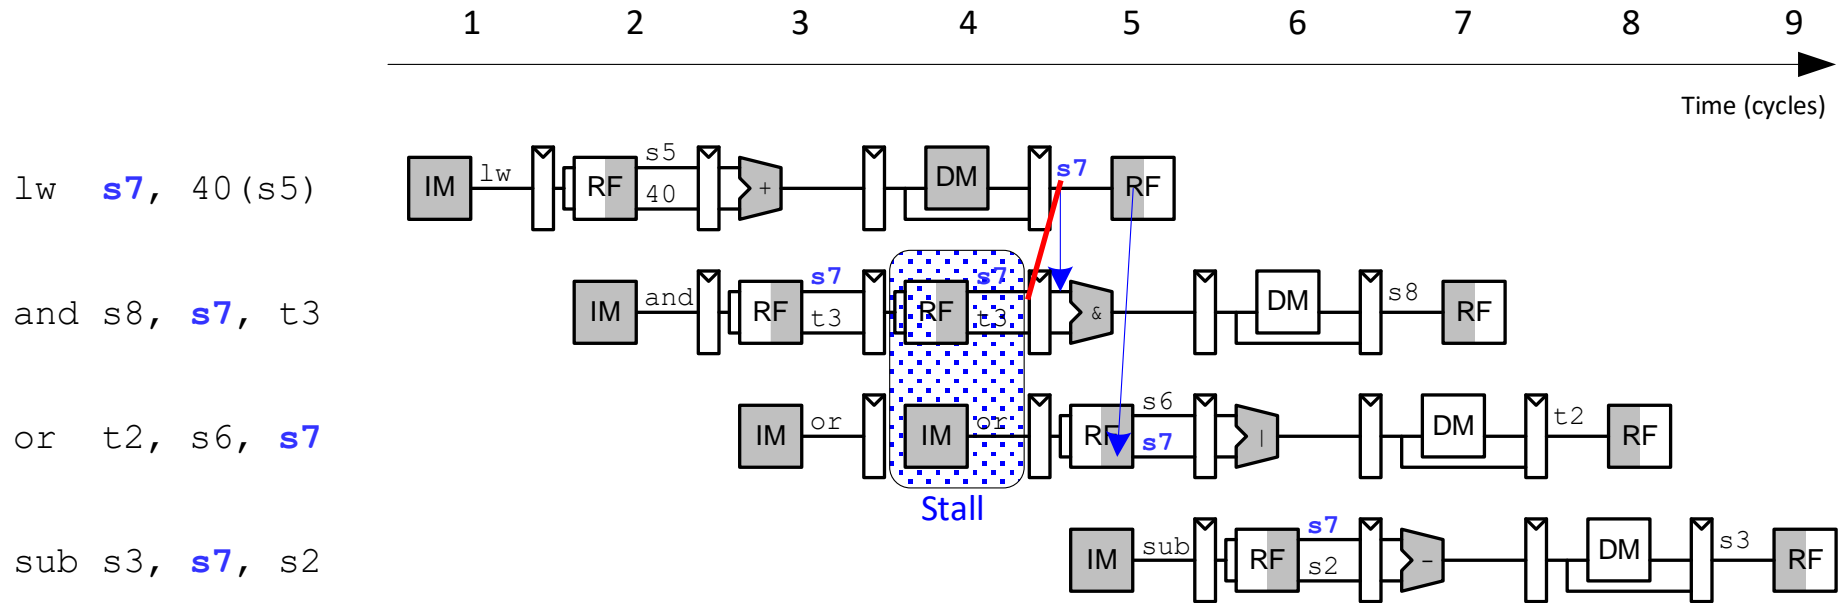 1 2 3 4 5 6 7 8 9
Time (cycles)
lw s7, 40(s5)
IM lw RF s5 40 + DM s7 RF
and s8, s7, t3
IM and RF s7 t3 RF s7 t3 & DM s8 RF
or t2, s6, s7
IM or IM or RF s6 s7 | DM t2 RF
Stall
sub s3, s7, s2
IM sub RF s7 s2 - DM s3 RF